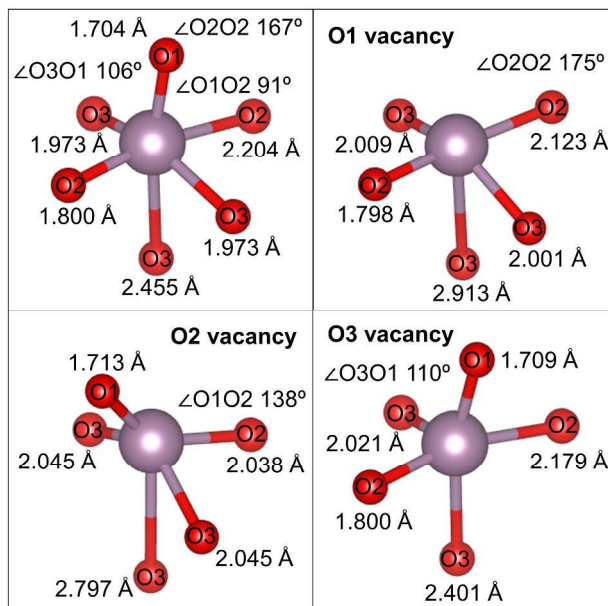 1.704 Å ∠O2O2 167º
O1
∠O3O1 106º ∠O1O2 91º
O3 O2
1.973 Å 2.204 Å
O2 O3
1.800 Å 1.973 Å
O3
2.455 Å
O1 vacancy
∠O2O2 175º
O3 O2
2.009 Å 2.123 Å
O2
1.798 Å O3
2.001 Å
O3
2.913 Å
O2 vacancy
1.713 Å
O1 ∠O1O2 138º
O3 O2
2.045 Å 2.038 Å
O3
2.045 Å
2.797 Å O3
O3 vacancy
O1 1.709 Å
∠O3O1 110º
O3 O2
2.021 Å 2.179 Å
O2
1.800 Å
O3
2.401 Å